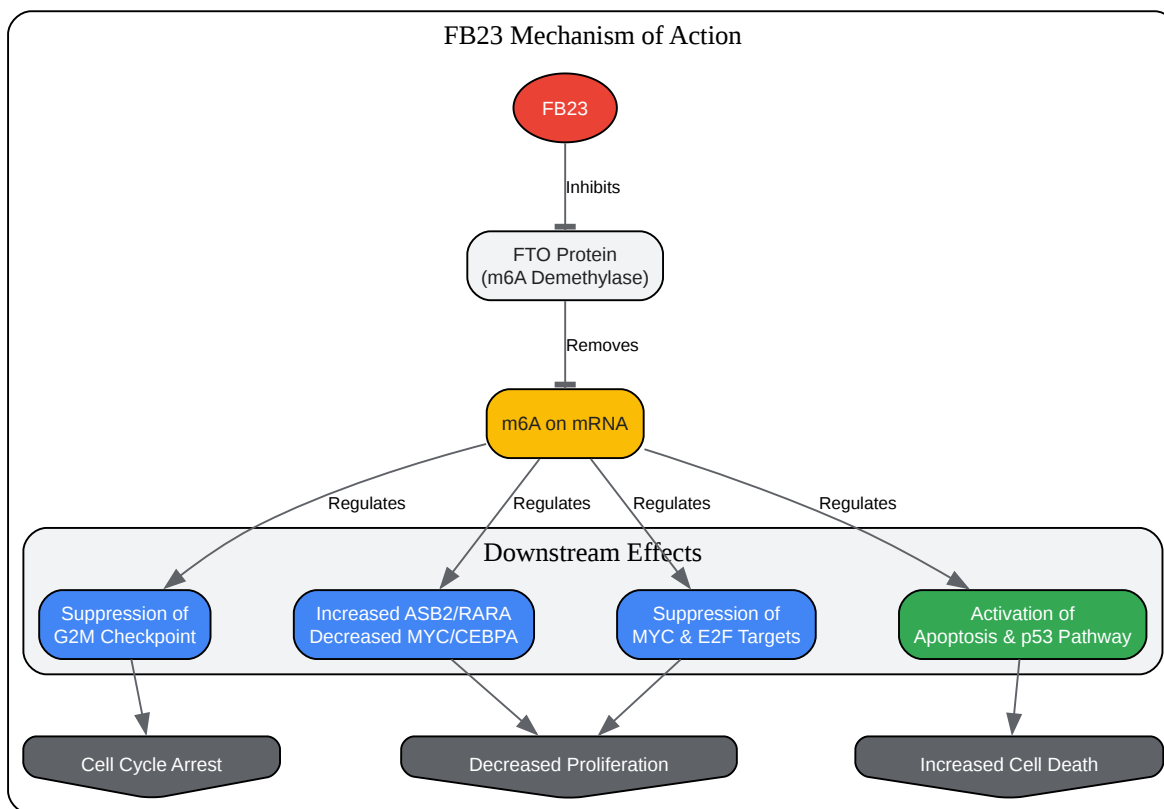 FB23 Mechanism of Action
FB23
Inhibits
FTO Protein
(m6A Demethylase)
Removes
m6A on mRNA
Regulates
Regulates
Regulates
Regulates
Downstream Effects
Suppression of
G2M Checkpoint
Increased ASB2/RARA
Decreased MYC/CEBPA
Suppression of
MYC & E2F Targets
Activation of
Apoptosis & p53 Pathway
Cell Cycle Arrest
Decreased Proliferation
Increased Cell Death